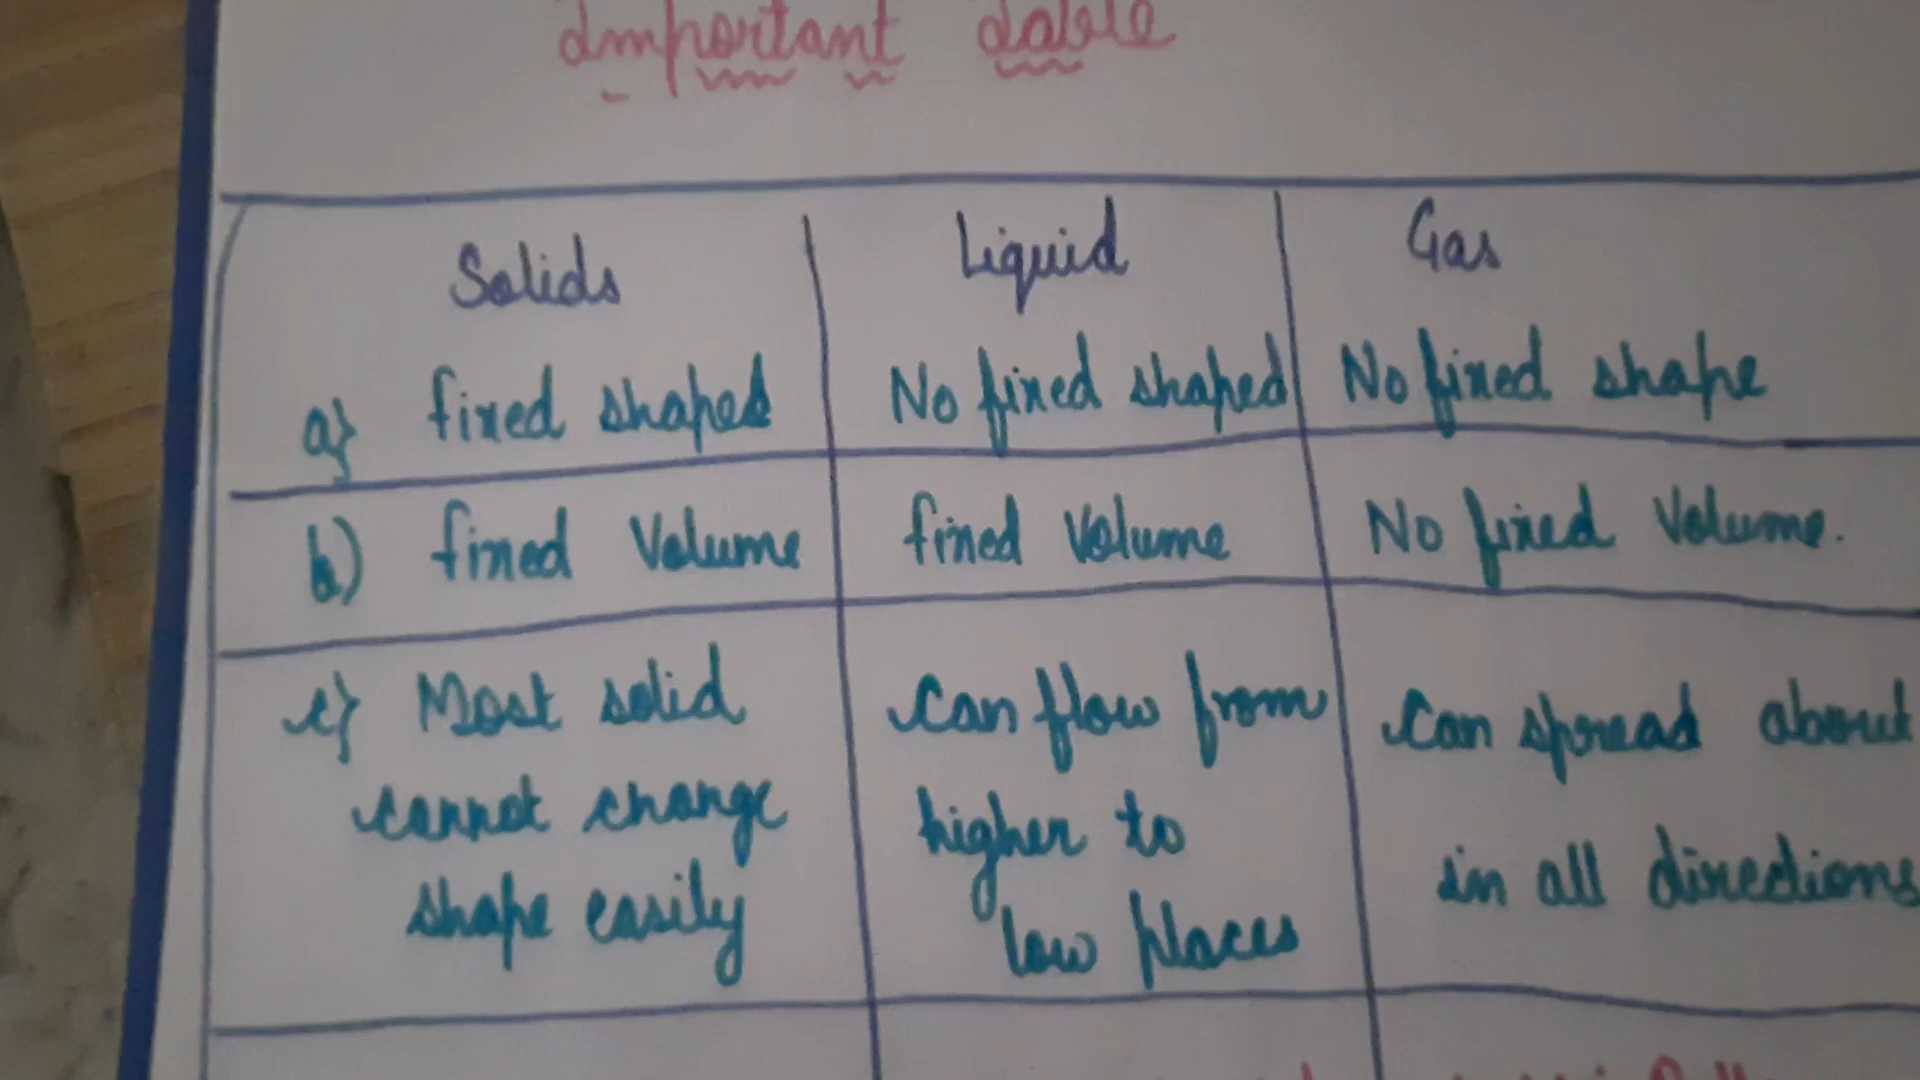 Important table
Solids
Liquid
Gas
a) fixed shaped
No fixed shaped
No fixed shape
b) fixed Volume
fixed Volume
No fixed Volume.
c) Most solid
cannot change
shape easily
Can flow from
higher to
low places
Can spread about
in all directions